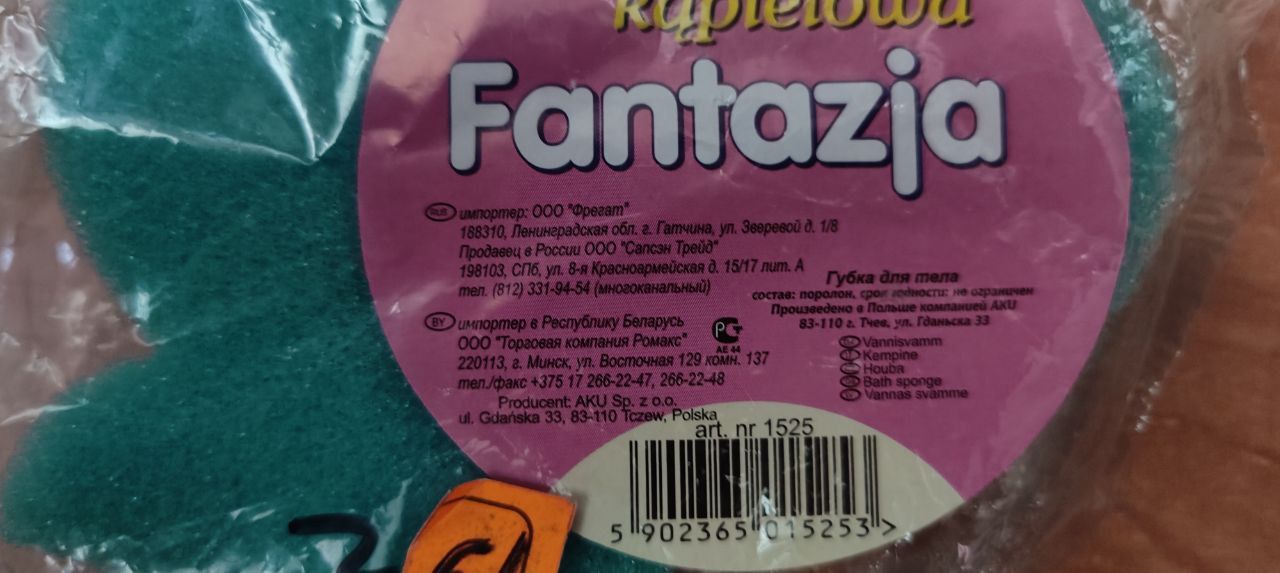 kąpielowa
Fantazja
RUS импортер: ООО "Фрегат"
188310, Ленинградская обл. г. Гатчина, ул. Зверевой д. 1/8
Продавец в России ООО "Сапсэн Трейд"
198103, СПб, ул. 8-я Красноармейская д. 15/17 лит. А
тел. (812) 331-94-54 (многоканальный)
BY импортер в Республику Беларусь
ООО "Торговая компания Ромакс"
220113, г. Минск, ул. Восточная 129 комн. 137
тел./факс +375 17 266-22-47, 266-22-48
Producent: AKU Sp. z o.o.
ul. Gdańska 33, 83-110 Tczew, Polska
РСТ
АЕ 44
Губка для тела
состав: поролон, срок годности: не ограничен
Произведено в Польше компанией AKU
83-110 г. Тчев, ул. Гданьска 33
Vannisvamm
Kempine
Houba
Bath sponge
Vannas svamme
art. nr 1525
5 902365 015253 >